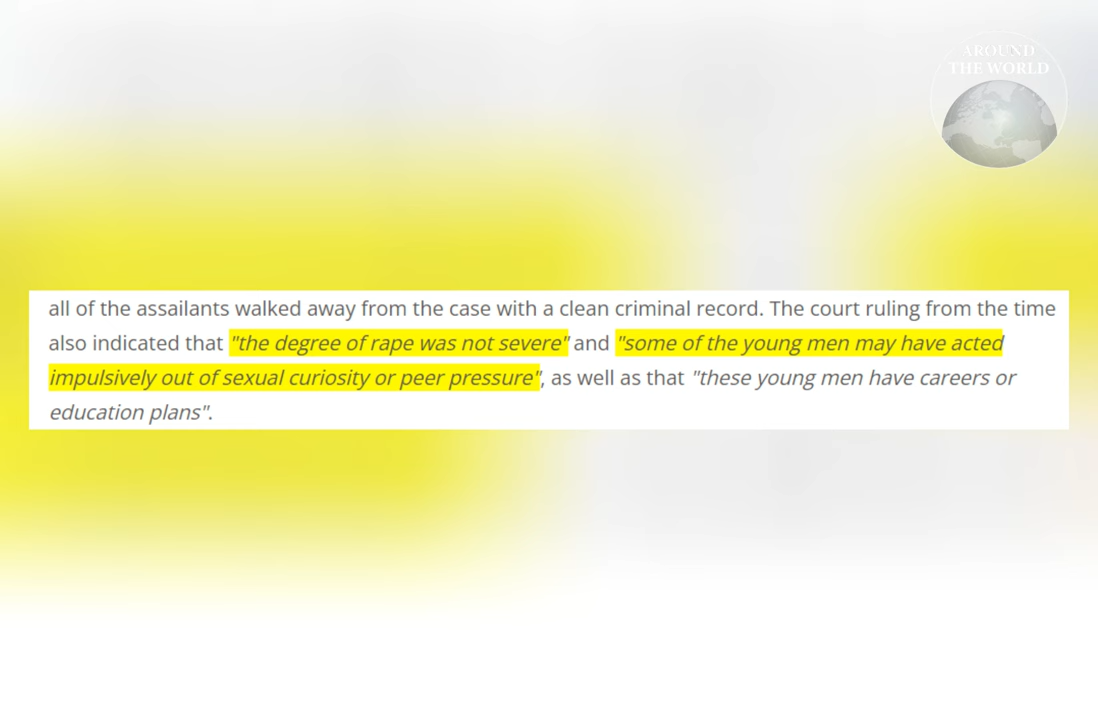 AROUND
THE WORLD
all of the assailants walked away from the case with a clean criminal record. The court ruling from the time
also indicated that "the degree of rape was not severe" and "some of the young men may have acted
impulsively out of sexual curiosity or peer pressure", as well as that "these young men have careers or
education plans".